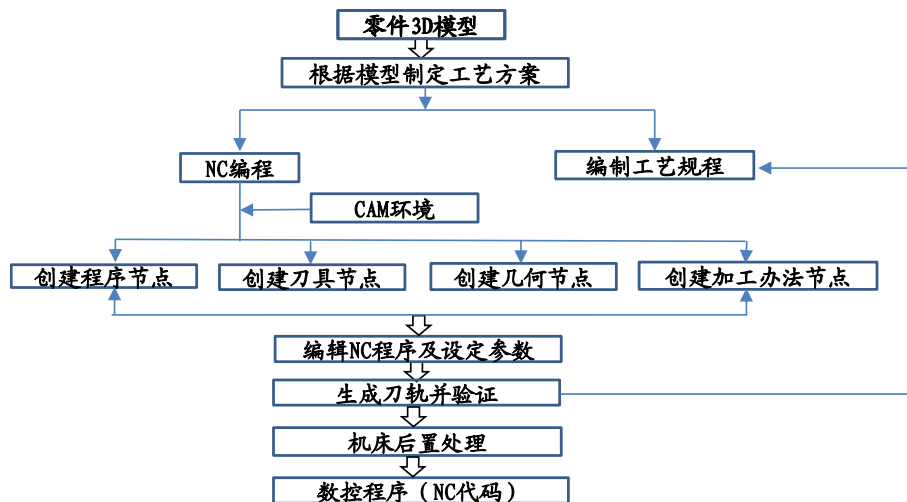 零件3D模型
根据模型制定工艺方案
NC编程
编制工艺规程
CAM环境
创建程序节点
创建刀具节点
创建几何节点
创建加工办法节点
编辑NC程序及设定参数
生成刀轨并验证
机床后置处理
数控程序（NC代码）